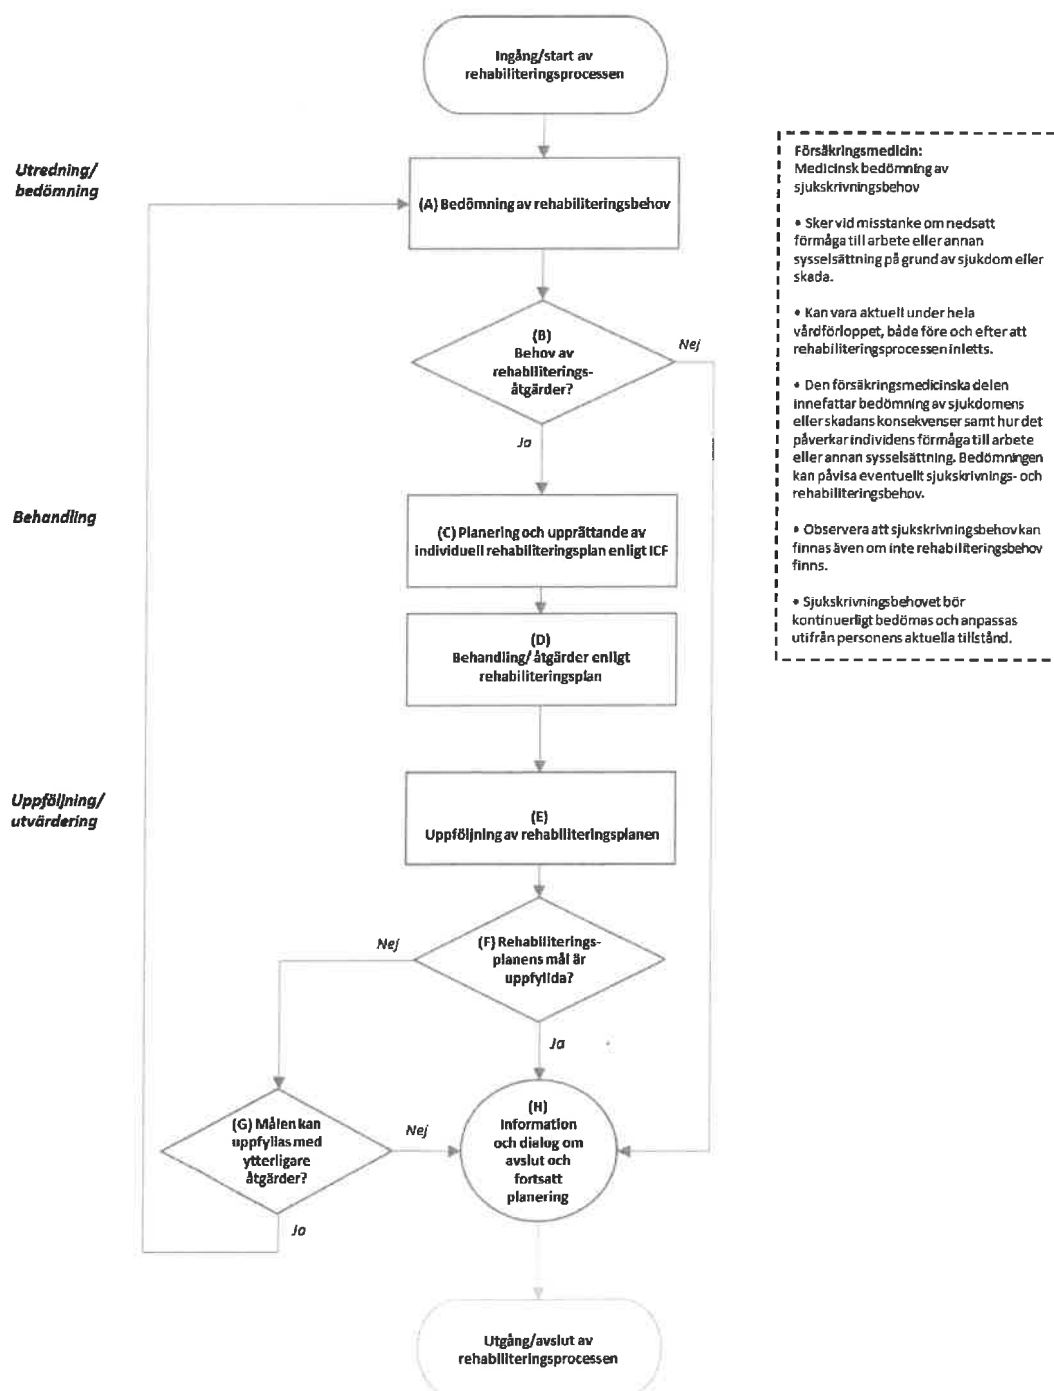 Ingång/start av
rehabiliteringsprocessen
Utredning/
bedömning
(A) Bedömning av rehabiliteringsbehov
(B)
Behov av
rehabiliterings-
åtgärder?
Nej
Ja
Behandling
(C) Planering och upprättande av
individuell rehabiliteringsplan enligt ICF
(D)
Behandling/ åtgärder enligt
rehabiliteringsplan
Uppföljning/
utvärdering
(E)
Uppföljning av rehabiliteringsplanen
(F) Rehabiliterings-
planens mål är
uppfyllda?
Nej
Ja
(G) Målen kan
uppfyllas med
ytterligare
åtgärder?
Nej
Ja
(H)
Information
och dialog om
avslut och
fortsatt
planering
Utgång/avslut av
rehabiliteringsprocessen
Försäkringsmedicin:
Medicinsk bedömning av
sjukskrivningsbehov
• Sker vid misstanke om nedsatt
förmåga till arbete eller annan
sysselsättning på grund av sjukdom eller
skada.
• Kan vara aktuell under hela
vårdförloppet, både före och efter att
rehabiliteringsprocessen inletts.
• Den försäkringsmedicinska delen
innefattar bedömning av sjukdomens
eller skadans konsekvenser samt hur det
påverkar individens förmåga till arbete
eller annan sysselsättning. Bedömningen
kan påvisa eventuellt sjukskrivnings- och
rehabiliteringsbehov.
• Observera att sjukskrivningsbehov kan
finnas även om inte rehabiliteringsbehov
finns.
• Sjukskrivningsbehovet bör
kontinuerligt bedömas och anpassas
utifrån personens aktuella tillstånd.